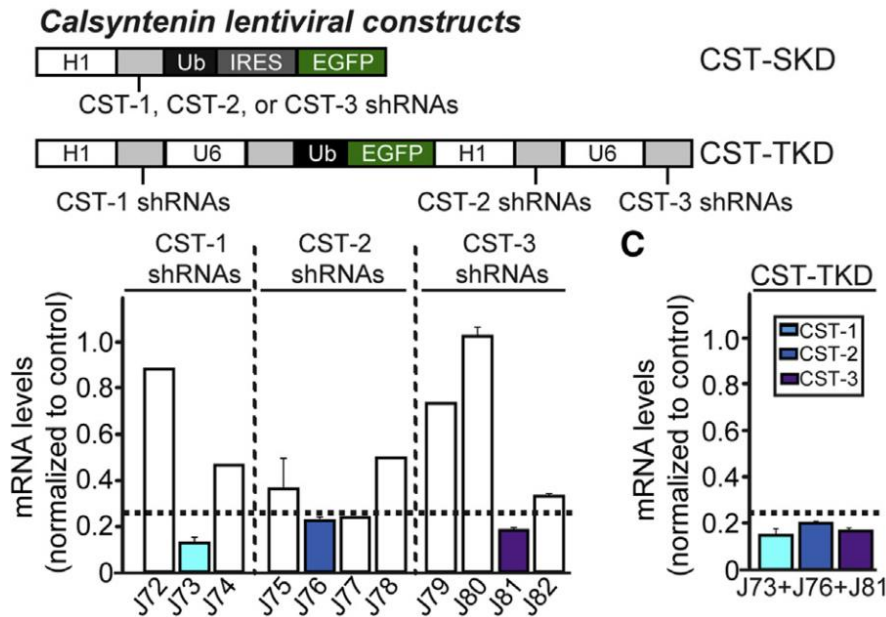 Calsyntenin lentiviral constructs
H1 Ub IRES EGFP CST-SKD
CST-1, CST-2, or CST-3 shRNAs
H1 U6 Ub EGFP H1 U6 CST-TKD
CST-1 shRNAs CST-2 shRNAs CST-3 shRNAs
CST-1 shRNAs
CST-2 shRNAs
CST-3 shRNAs
mRNA levels
(normalized to control)
1.0
0.8
0.6
0.4
0.2
0
J72 J73 J74 J75 J76 J77 J78 J79 J80 J81 J82
C
CST-TKD
CST-1
CST-2
CST-3
mRNA levels
(normalized to control)
1.0
0.8
0.6
0.4
0.2
0
J73+J76+J81